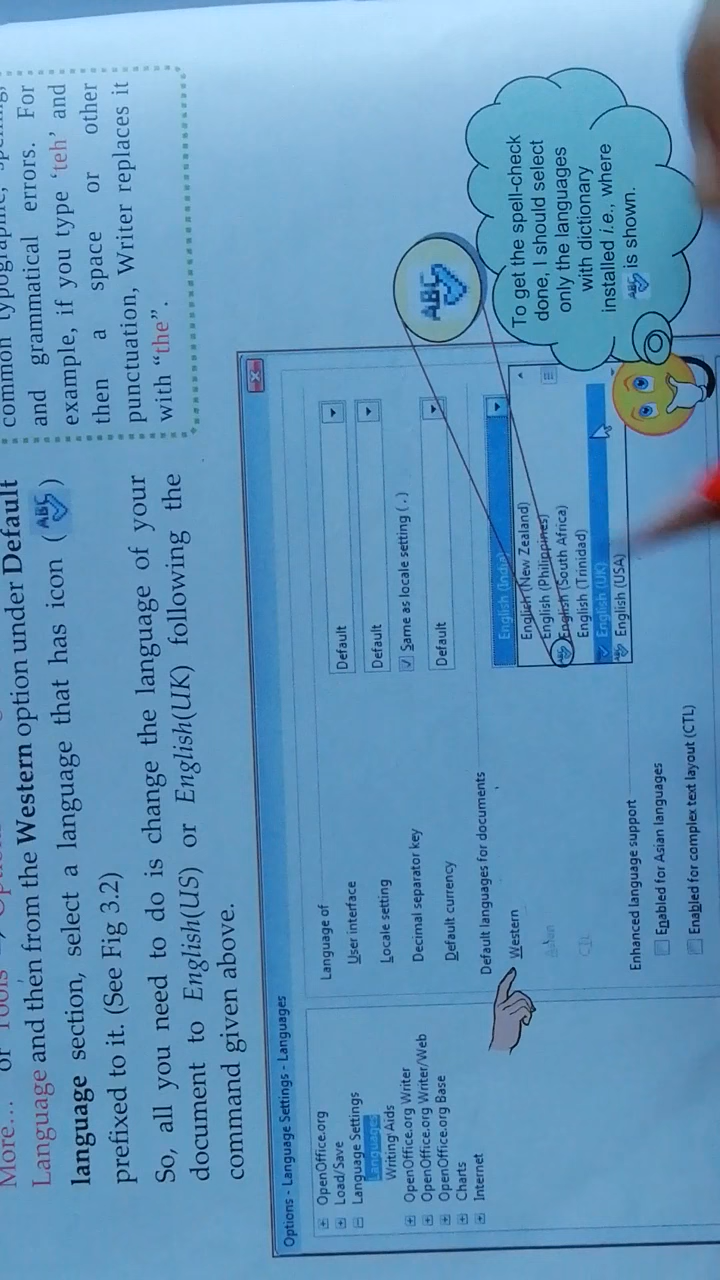 More... or Tools
Language and then from the Western option under Default
language section, select a language that has icon ( ABC )
prefixed to it. (See Fig 3.2)
So, all you need to do is change the language of your
document to English(US) or English(UK) following the
command given above.
and grammatical errors. For
example, if you type ‘teh’ and
then a space or other
punctuation, Writer replaces it
with “the”.
Options - Language Settings - Languages
OpenOffice.org
Load/Save
Language Settings
Languages
Writing Aids
OpenOffice.org Writer
OpenOffice.org Writer/Web
OpenOffice.org Base
Charts
Internet
Language of
User interface
Default
Locale setting
Default
Decimal separator key
Same as locale setting ( . )
Default currency
Default
Default languages for documents
Western
English (India)
Asian
CTL
English (New Zealand)
English (Philippines)
English (South Africa)
English (Trinidad)
English (UK)
English (USA)
Enhanced language support
Enabled for Asian languages
Enabled for complex text layout (CTL)
ABC
To get the spell-check
done, I should select
only the languages
with dictionary
installed i.e., where
ABC is shown.